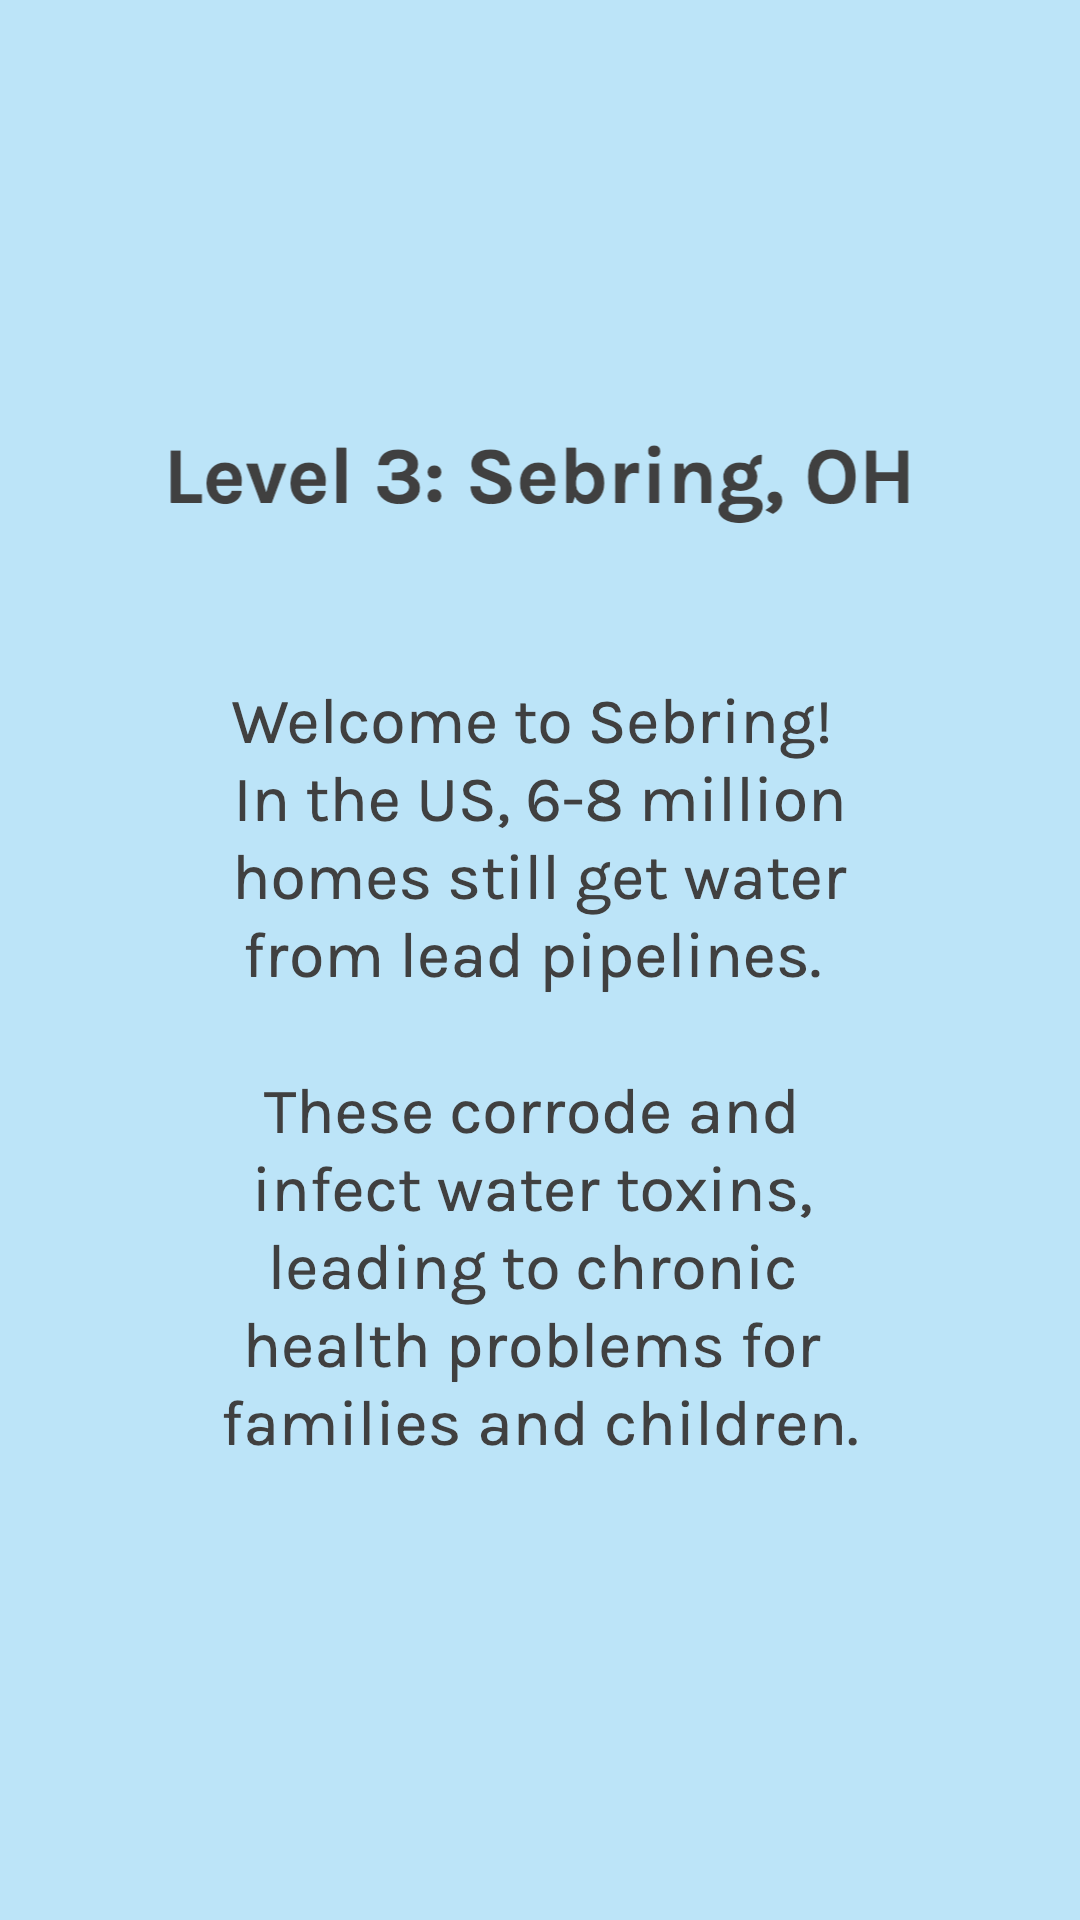 Level 3: Sebring, OH
Welcome to Sebring!
In the US, 6-8 million
homes still get water
from lead pipelines.
These corrode and
infect water toxins,
leading to chronic
health problems for
families and children.